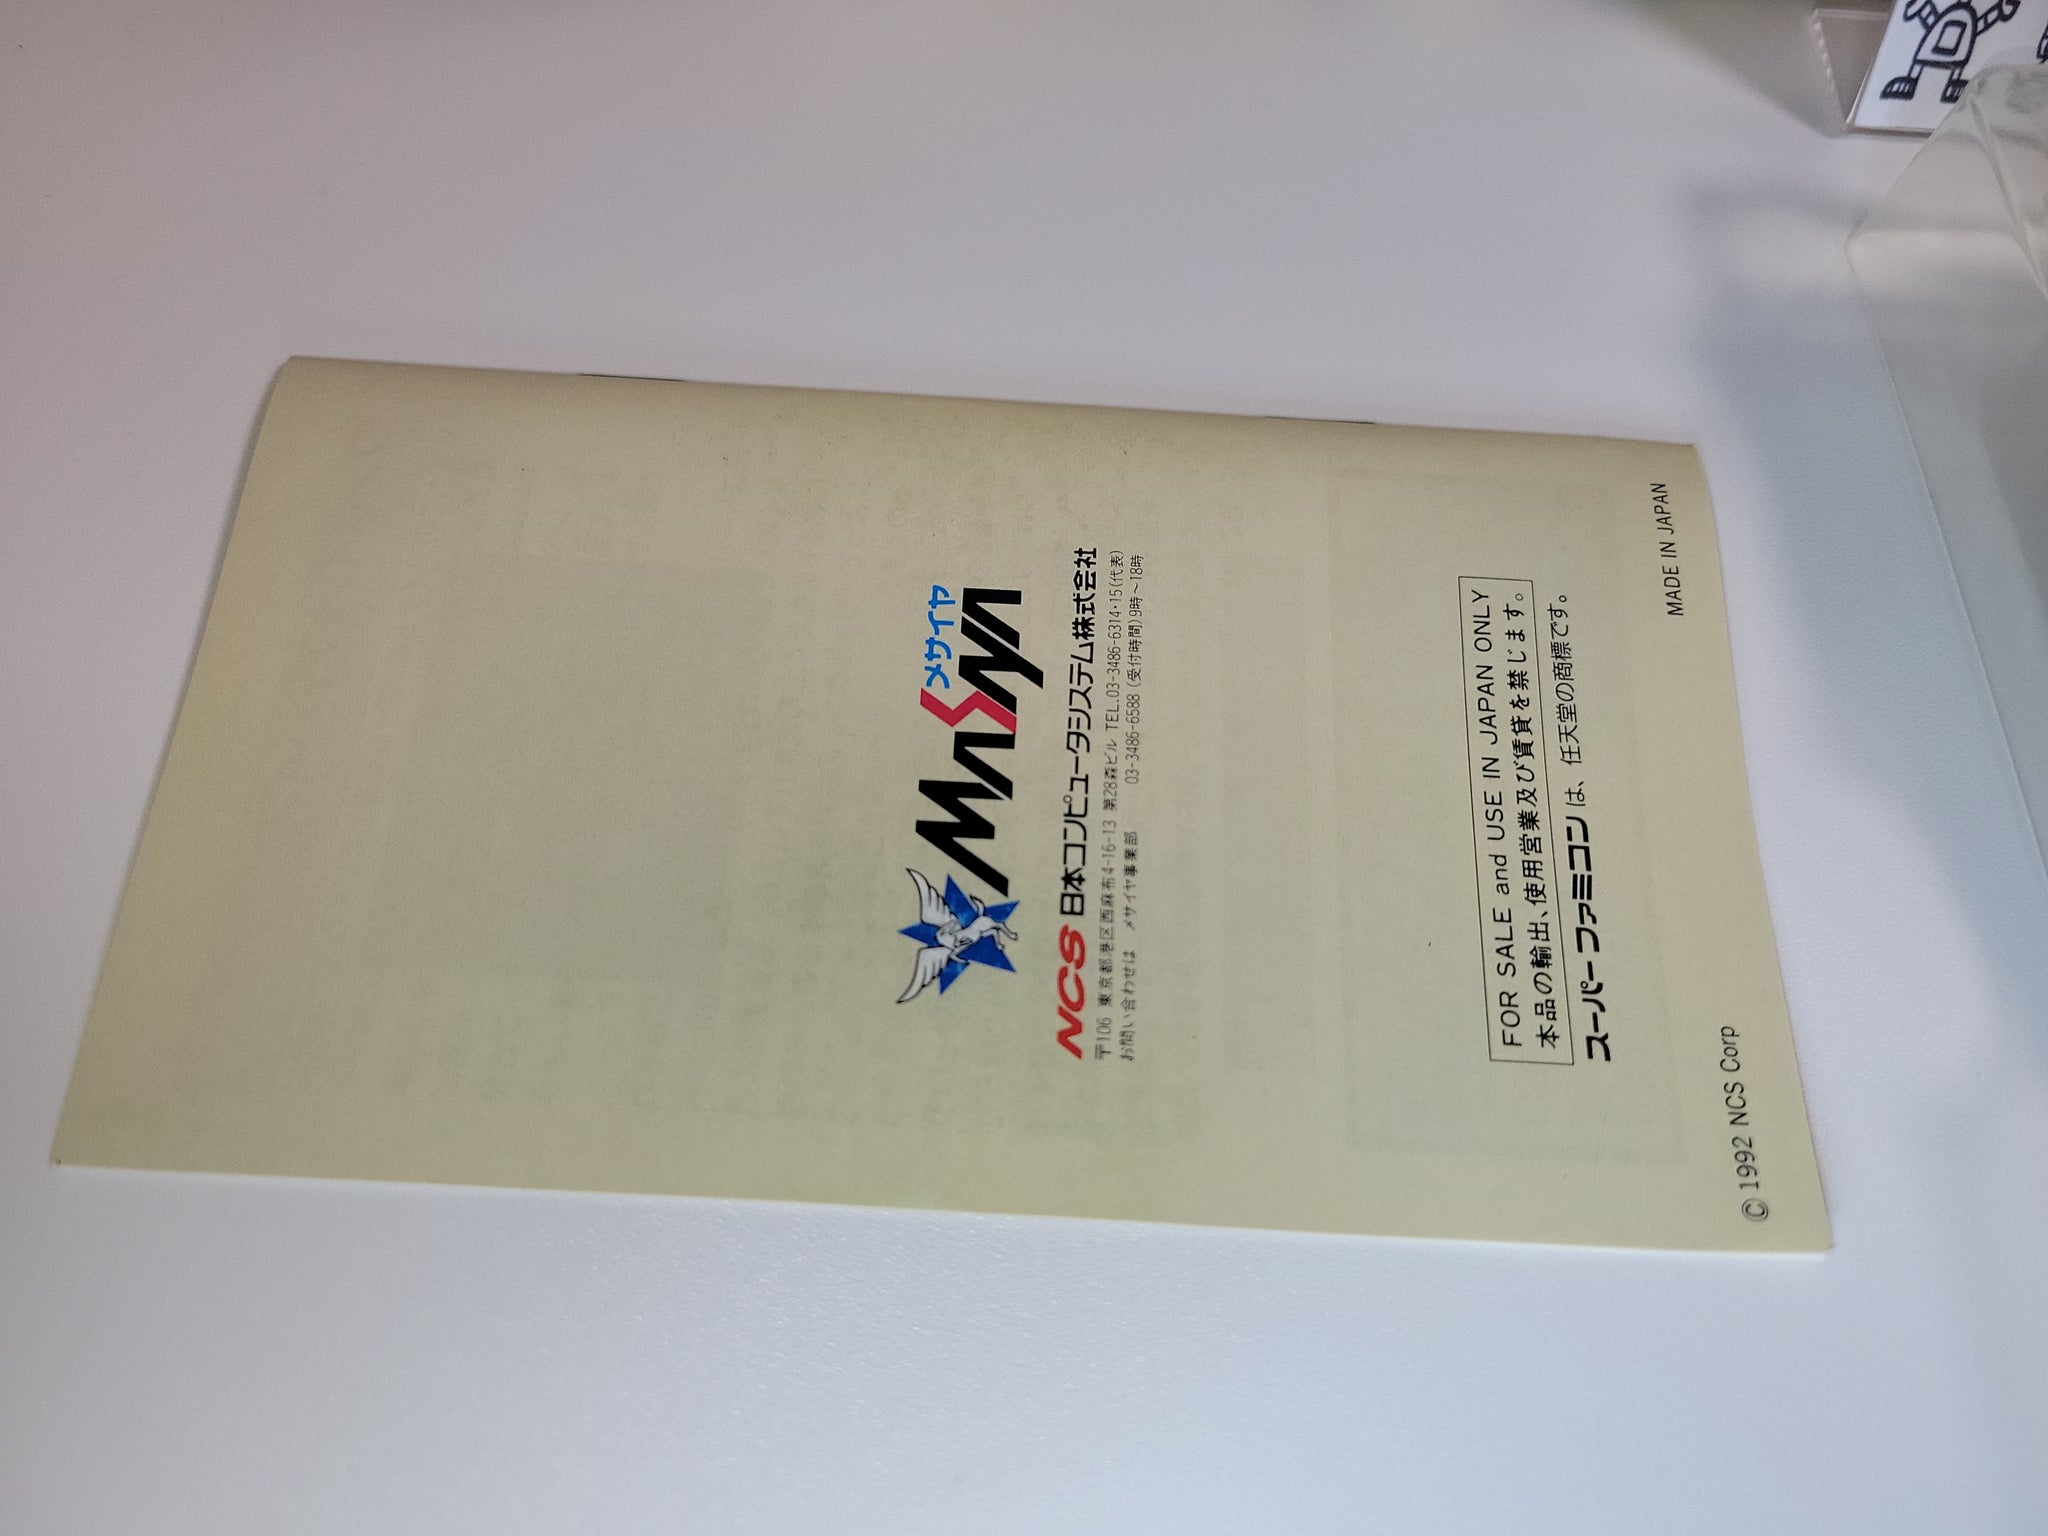 メサイヤ
MASAYA
NCS 日本コンピュータシステム株式会社
〒106 東京都港区西麻布4-16-13 第28森ビル TEL.03-3486-6314・15(代表)
お問い合わせは メサイヤ事業部 03-3486-6588 (受付時間)9時〜18時
FOR SALE and USE IN JAPAN ONLY
本品の輸出、使用営業及び賃貸を禁じます。
スーパーファミコン は、任天堂の商標です。
MADE IN JAPAN
© 1992 NCS Corp